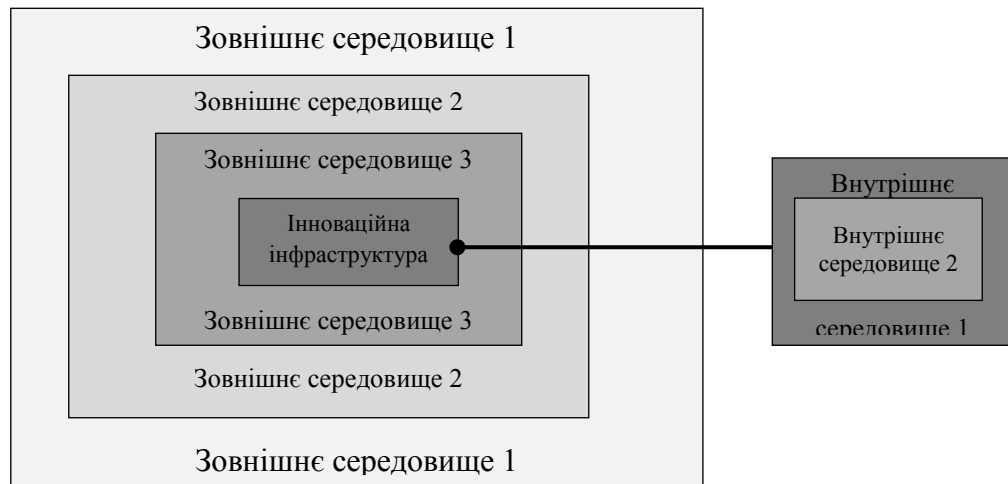 Зовнішнє середовище 1
Зовнішнє середовище 2
Зовнішнє середовище 3
Інноваційна
інфраструктура
Зовнішнє середовище 3
Зовнішнє середовище 2
Зовнішнє середовище 1
Внутрішнє
Внутрішнє
середовище 2
середовище 1